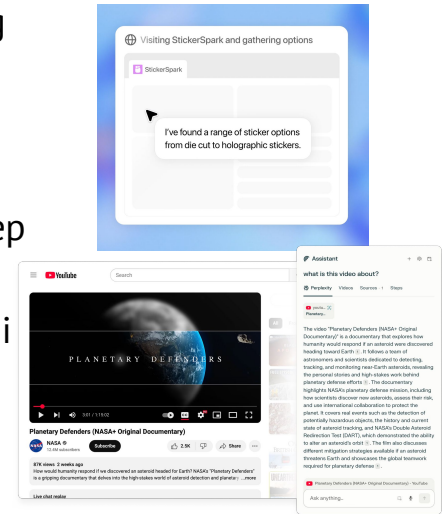 g
Visiting StickerSpark and gathering options
StickerSpark
I've found a range of sticker options
from die cut to holographic stickers.
ep
i
YouTube
Search
PLANETARY DEFENDERS
0:01 / 1:15:02
Planetary Defenders (NASA+ Original Documentary)
NASA
13.4M subscribers
Subscribe
2.5K
Share
87K views 2 weeks ago
How would humanity respond if we discovered an asteroid headed for Earth? NASA's "Planetary Defenders"
is a gripping documentary that delves into the high-stakes world of asteroid detection and planetary ...more
Live chat replay
Assistant
what is this video about?
Perplexity Videos Sources Steps
Planetary...
The video "Planetary Defenders (NASA+ Original
Documentary)" is a documentary that explores how
humanity would respond if an asteroid were discovered
heading toward Earth. It follows a team of
astronomers and scientists dedicated to detecting,
tracking, and monitoring near-Earth asteroids, revealing
the personal stories and high-stakes work behind
planetary defense efforts. The documentary
highlights NASA's planetary defense mission, including
how scientists discover new asteroids, assess their risk,
and use international collaboration to protect the
planet. It covers real events such as the detection of
potentially hazardous objects, the history and current
state of asteroid tracking, and NASA's Double Asteroid
Redirection Test (DART), which demonstrated the ability
to alter an asteroid's orbit. The film also discusses
different mitigation strategies available if an asteroid
threatens Earth and showcases the global teamwork
required for planetary defense.
Planetary Defenders (NASA+ Original Documentary) - YouTube
Ask anything...